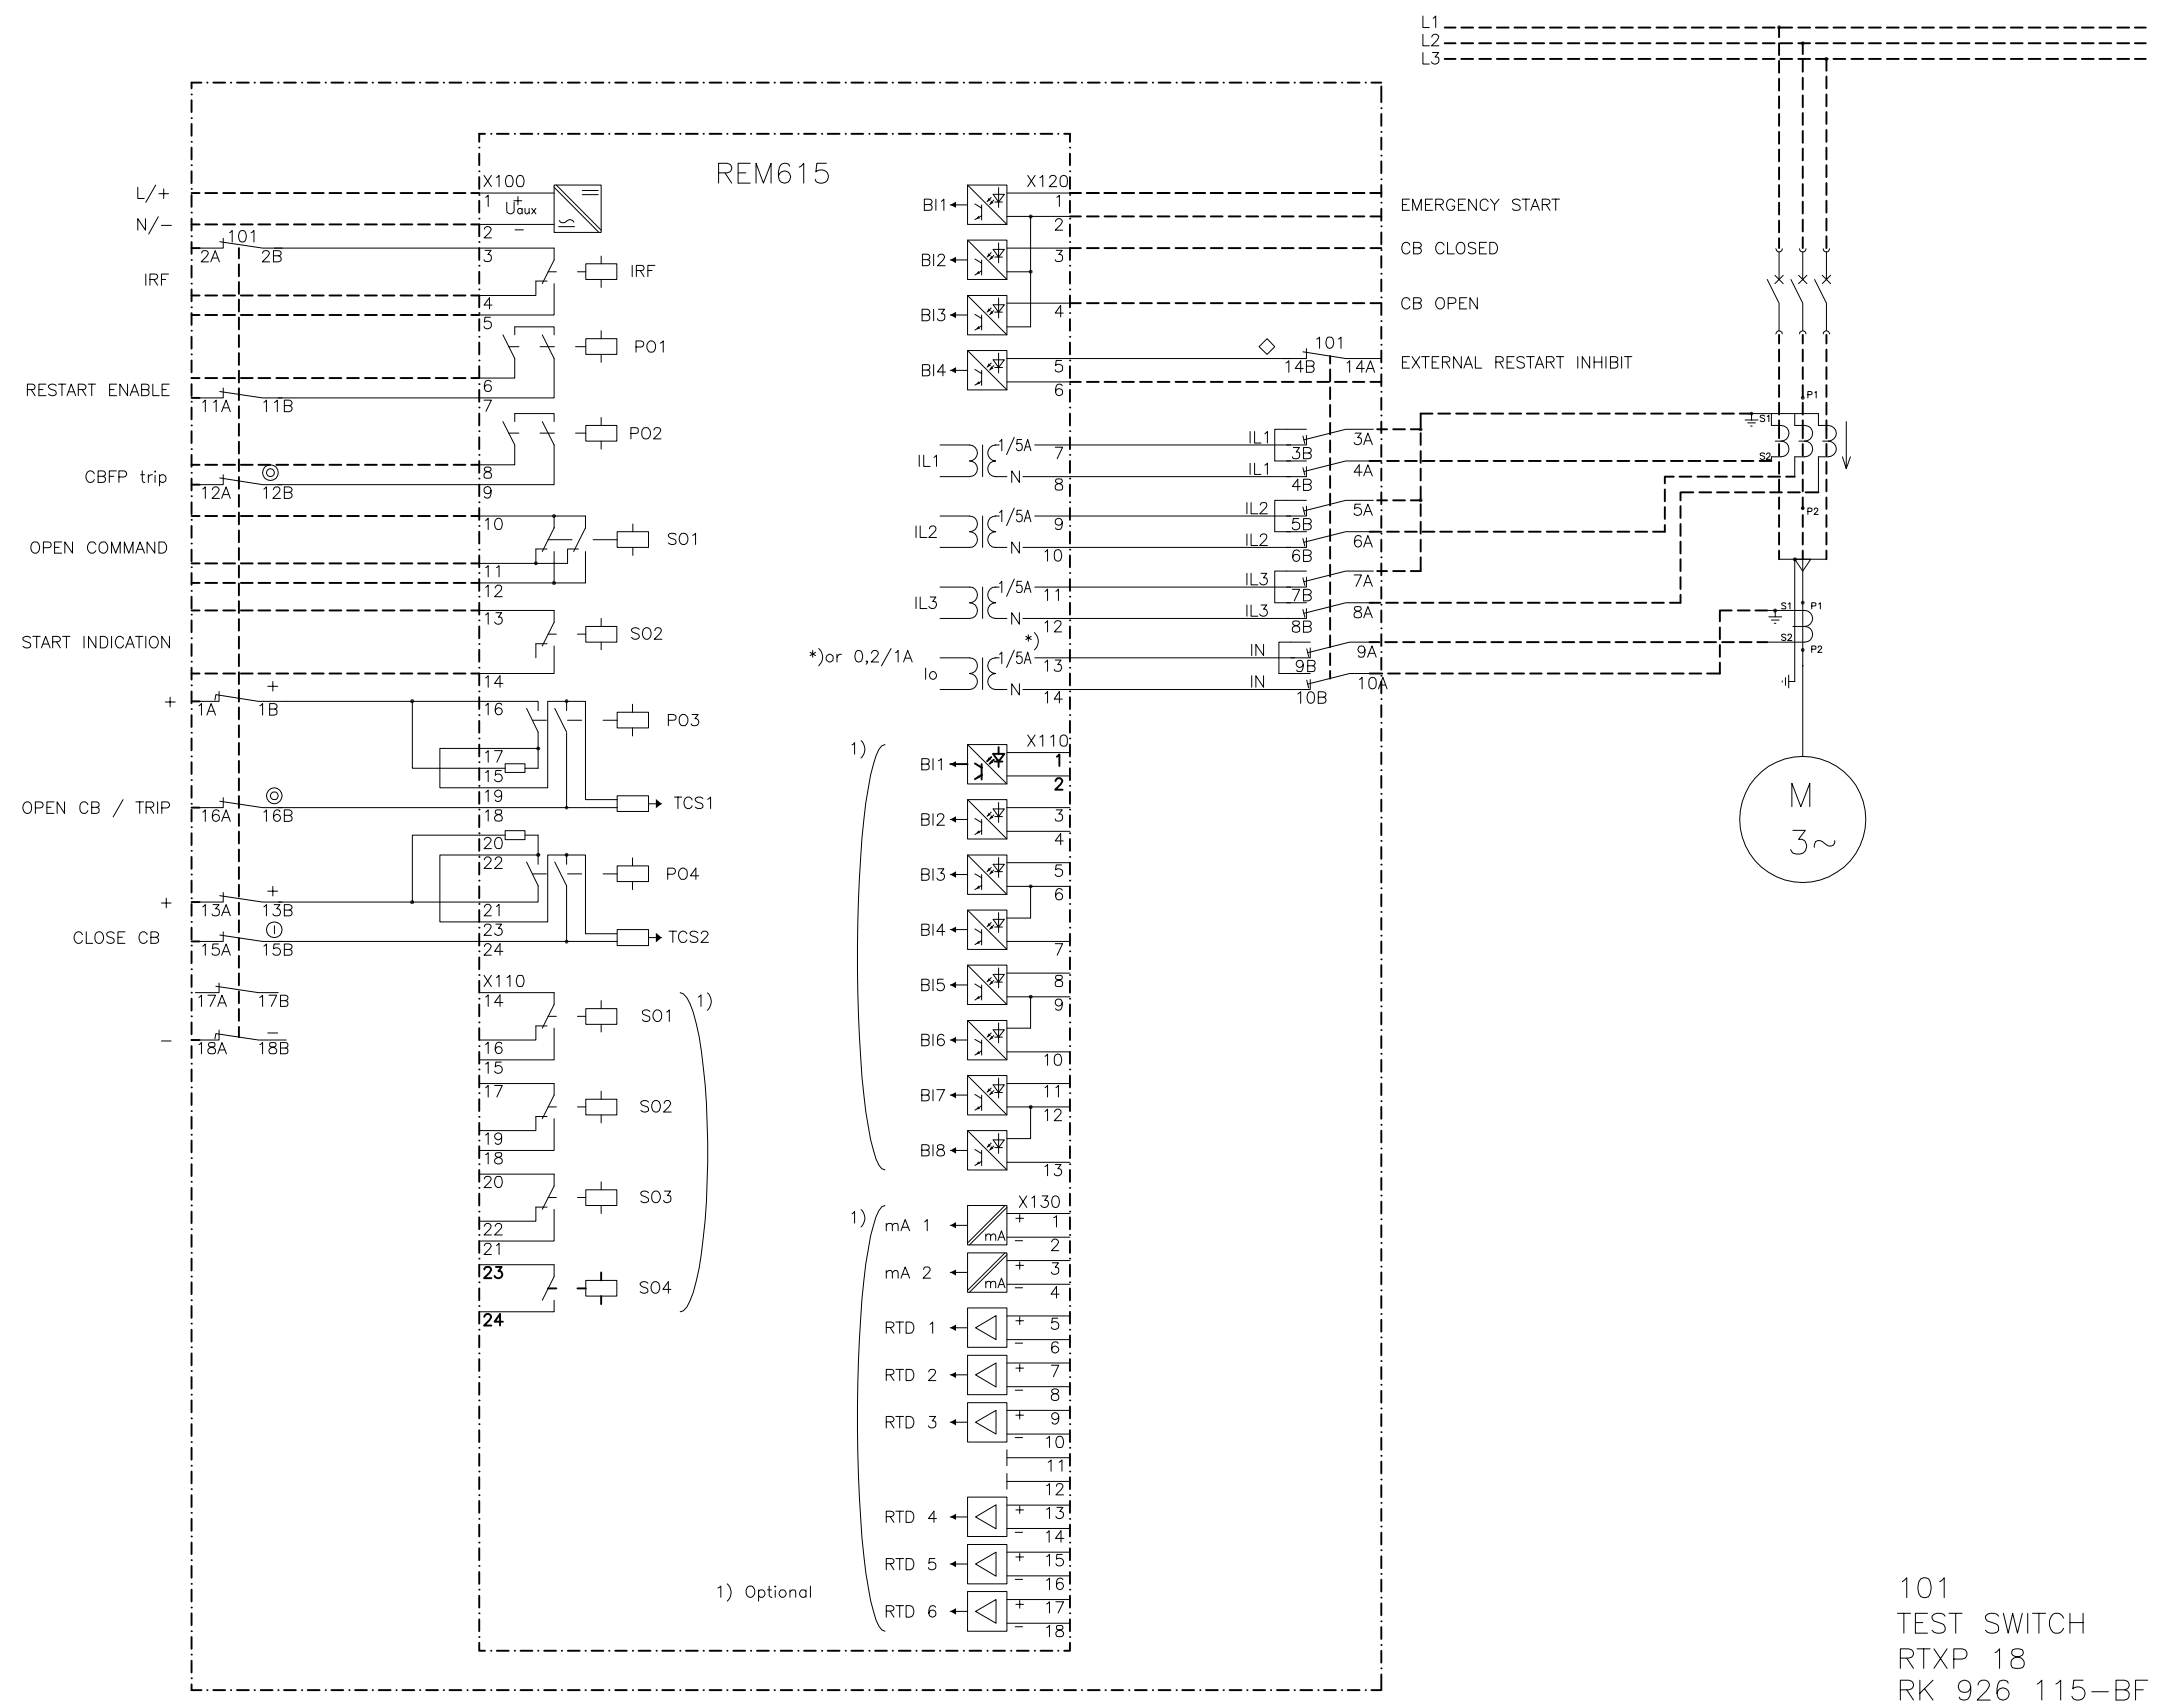 L1
L2
L3
REM615
L/+
N/−
101
2A 2B
IRF
RESTART ENABLE
11A 11B
CBFP trip
12A 12B
OPEN COMMAND
START INDICATION
+
1A 1B
+
OPEN CB / TRIP
16A 16B
+
13A 13B
+
CLOSE CB
15A 15B
17A 17B
−
18A 18B
−
X100
1
+
Uaux
2 −
3
IRF
4
5
PO1
6
7
PO2
8
9
10
SO1
11
12
13
SO2
14
16
PO3
17
15
19
TCS1
18
20
22
PO4
21
23
TCS2
24
X110
14
SO1
1)
16
15
17
SO2
19
18
20
SO3
22
21
23
SO4
24
X120
BI1
1
2
BI2
3
BI3
4
BI4
5
6
EMERGENCY START
CB CLOSED
CB OPEN
101
14B 14A
EXTERNAL RESTART INHIBIT
IL1
1/5A
7
IL1
3B 3A
N
8
IL1
4B 4A
IL2
1/5A
9
IL2
5B 5A
N
10
IL2
6B 6A
IL3
1/5A
11
IL3
7B 7A
N
12
IL3
8B 8A
*)
*)or 0,2/1A
Io
1/5A
13
IN
9B 9A
N
14
IN
10B 10A
P1
S1
S2
P2
S1 P1
S2
P2
M
3~
1)
X110
BI1
1
2
BI2
3
4
BI3
5
6
BI4
7
BI5
8
9
BI6
10
BI7
11
12
BI8
13
1)
X130
mA 1
mA
+ 1
− 2
mA 2
mA
+ 3
− 4
RTD 1
+ 5
− 6
RTD 2
+ 7
− 8
RTD 3
+ 9
− 10
11
12
RTD 4
+ 13
− 14
RTD 5
+ 15
− 16
RTD 6
+ 17
− 18
1) Optional
101
TEST SWITCH
RTXP 18
RK 926 115−BF